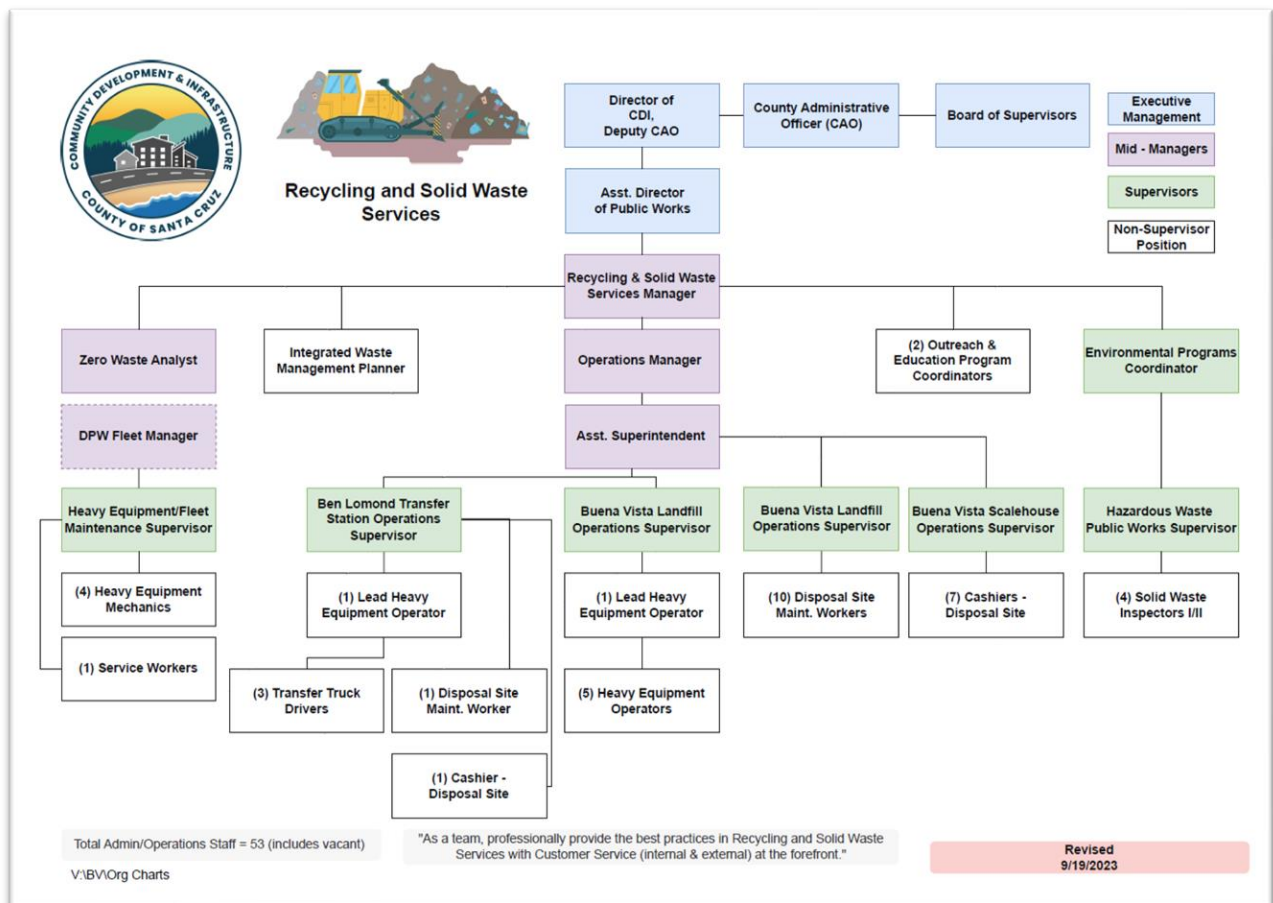 COMMUNITY DEVELOPMENT & INFRASTRUCTURE
COUNTY OF SANTA CRUZ
Recycling and Solid Waste
Services
Director of
CDI,
Deputy CAO
County Administrative
Officer (CAO)
Board of Supervisors
Executive
Management
Mid - Managers
Supervisors
Non-Supervisor
Position
Asst. Director
of Public Works
Recycling & Solid Waste
Services Manager
Zero Waste Analyst
Integrated Waste
Management Planner
Operations Manager
(2) Outreach &
Education Program
Coordinators
Environmental Programs
Coordinator
DPW Fleet Manager
Asst. Superintendent
Heavy Equipment/Fleet
Maintenance Supervisor
Ben Lomond Transfer
Station Operations
Supervisor
Buena Vista Landfill
Operations Supervisor
Buena Vista Landfill
Operations Supervisor
Buena Vista Scalehouse
Operations Supervisor
Hazardous Waste
Public Works Supervisor
(4) Heavy Equipment
Mechanics
(1) Lead Heavy
Equipment Operator
(1) Lead Heavy
Equipment Operator
(10) Disposal Site
Maint. Workers
(7) Cashiers -
Disposal Site
(4) Solid Waste
Inspectors I/II
(1) Service Workers
(3) Transfer Truck
Drivers
(1) Disposal Site
Maint. Worker
(5) Heavy Equipment
Operators
(1) Cashier -
Disposal Site
Total Admin/Operations Staff = 53 (includes vacant)
"As a team, professionally provide the best practices in Recycling and Solid Waste
Services with Customer Service (internal & external) at the forefront."
Revised
9/19/2023
V:\BV\Org Charts